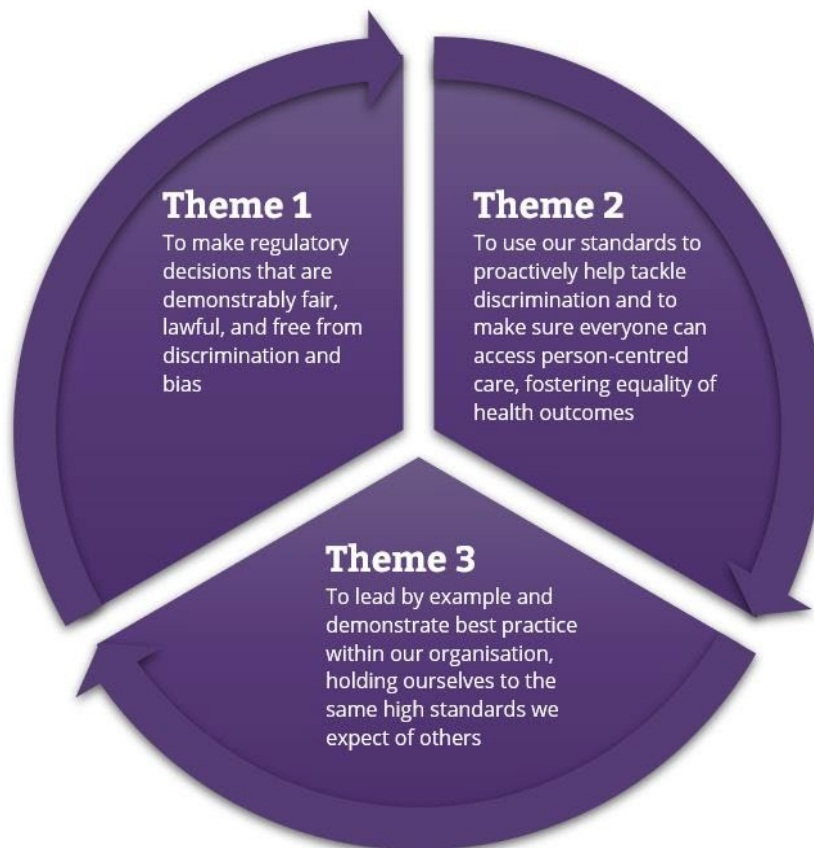 Theme 1
To make regulatory
decisions that are
demonstrably fair,
lawful, and free from
discrimination and
bias
Theme 2
To use our standards to
proactively help tackle
discrimination and to
make sure everyone can
access person-centred
care, fostering equality of
health outcomes
Theme 3
To lead by example and
demonstrate best practice
within our organisation,
holding ourselves to the
same high standards we
expect of others